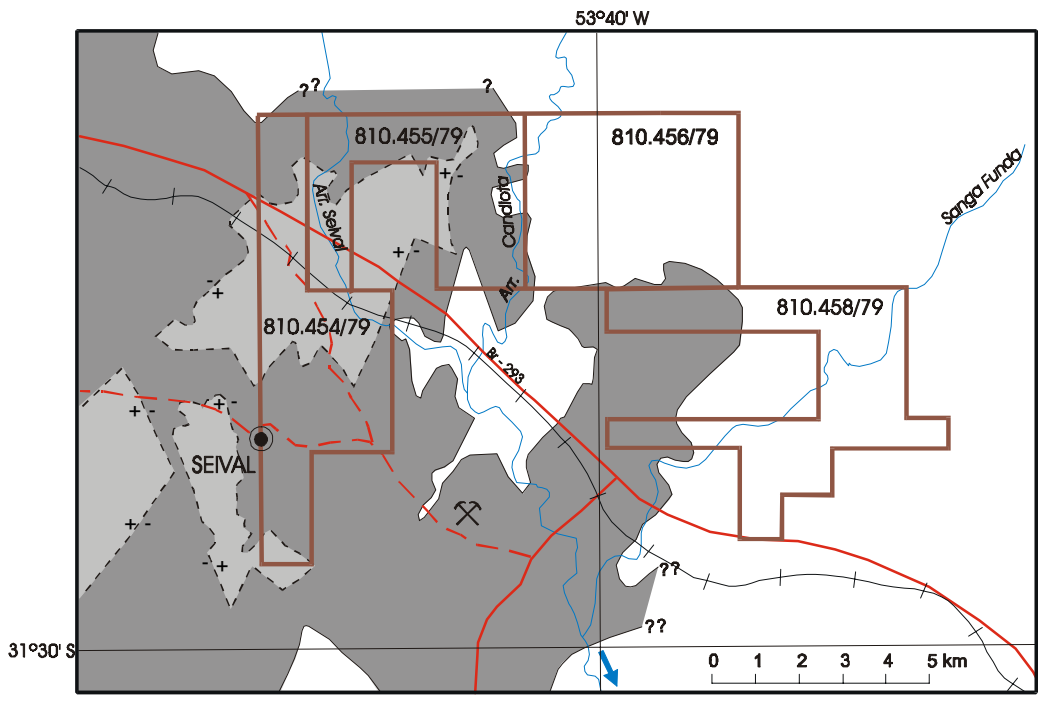 53°40' W
??
?
810.455/79
810.456/79
Sanga Funda
+ -
Arr. Seival
Candiota
+ -
Arr.
- +
810.458/79
810.454/79
Br - 293
+ -
+ -
SEIVAL
+ -
- +
??
??
31°30' S
0 1 2 3 4 5 km